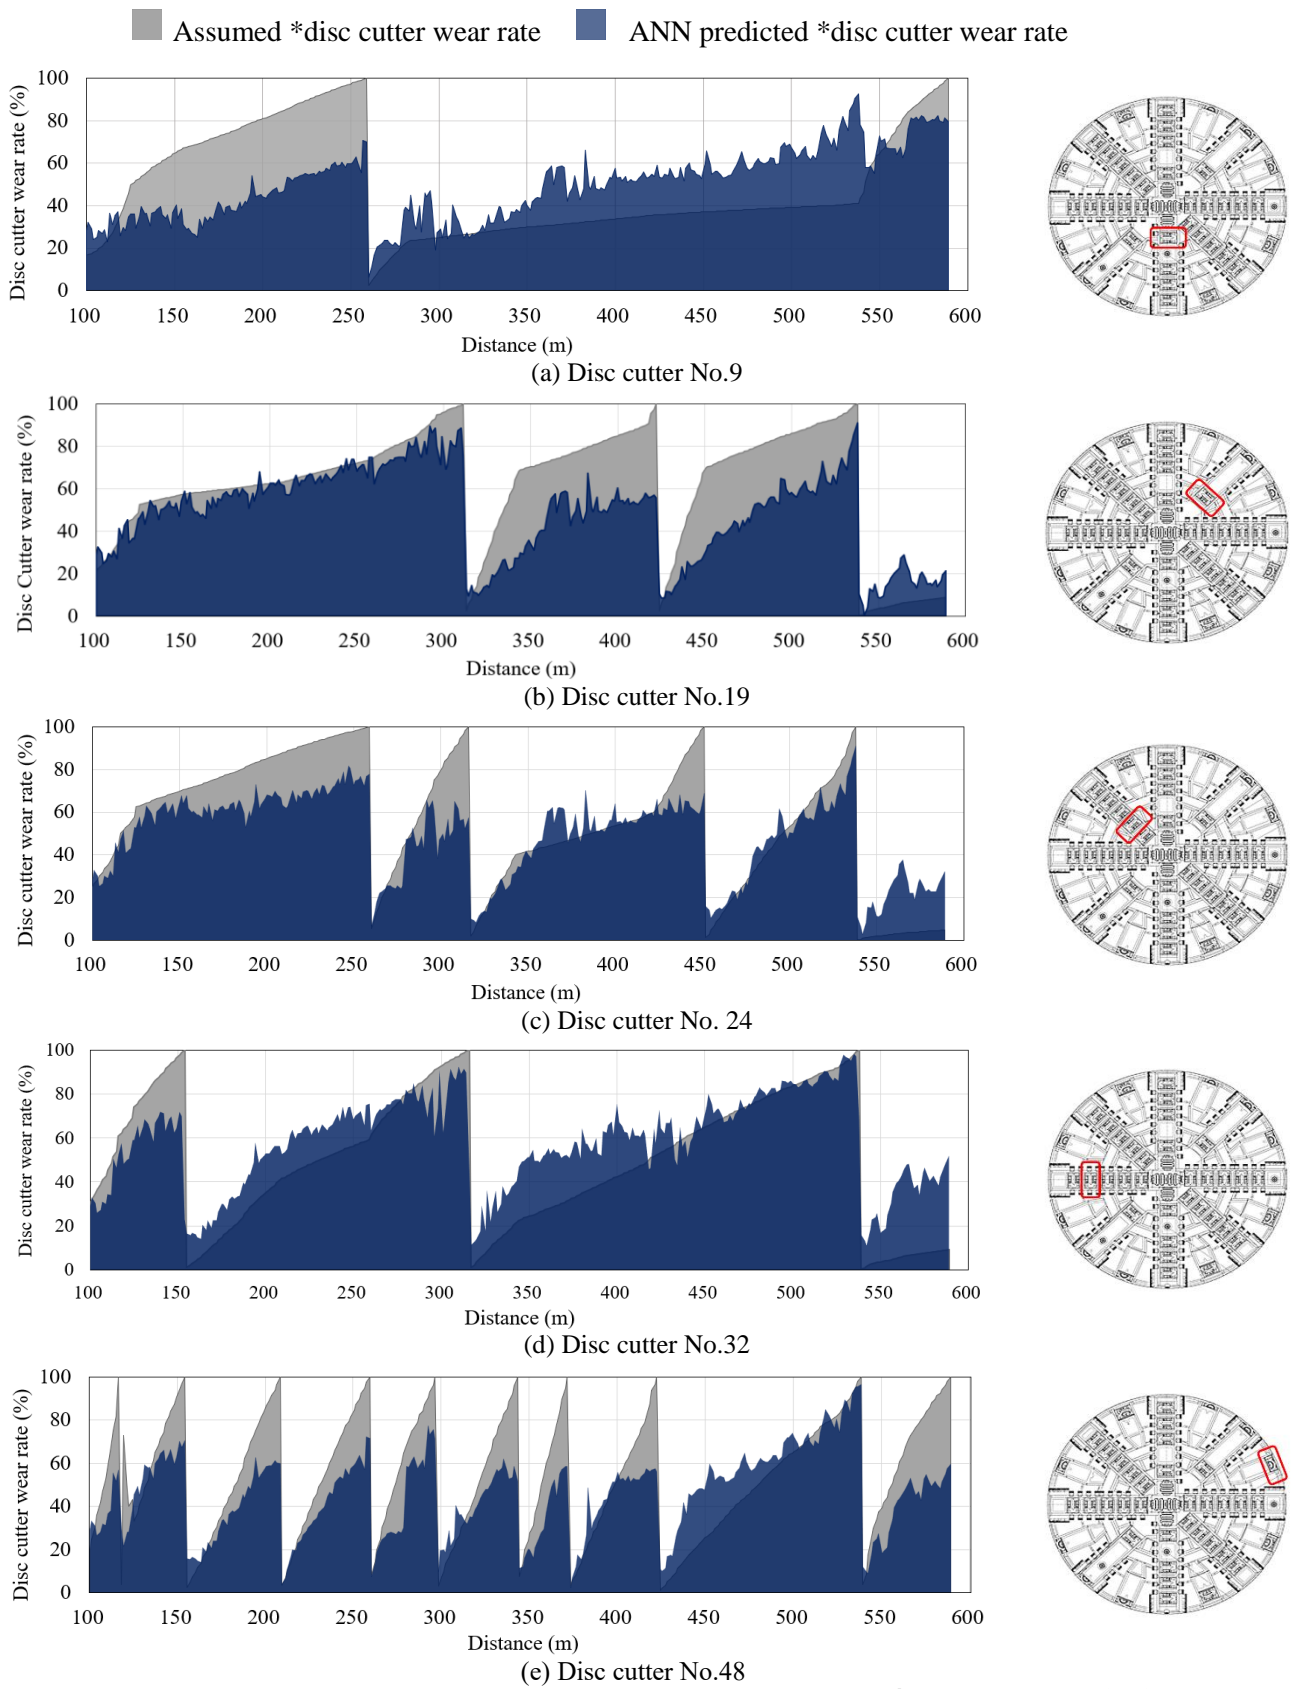 Assumed *disc cutter wear rate ANN predicted *disc cutter wear rate
Disc cutter wear rate (%)
100
80
60
40
20
0
100 150 200 250 300 350 400 450 500 550 600
Distance (m)
(a) Disc cutter No.9
Disc Cutter wear rate (%)
100
80
60
40
20
0
100 150 200 250 300 350 400 450 500 550 600
Distance (m)
(b) Disc cutter No.19
Disc cutter wear rate (%)
100
80
60
40
20
0
100 150 200 250 300 350 400 450 500 550 600
Distance (m)
(c) Disc cutter No. 24
Disc cutter wear rate (%)
100
80
60
40
20
0
100 150 200 250 300 350 400 450 500 550 600
Distance (m)
(d) Disc cutter No.32
Disc cutter wear rate (%)
100
80
60
40
20
0
100 150 200 250 300 350 400 450 500 550 600
Distance (m)
(e) Disc cutter No.48